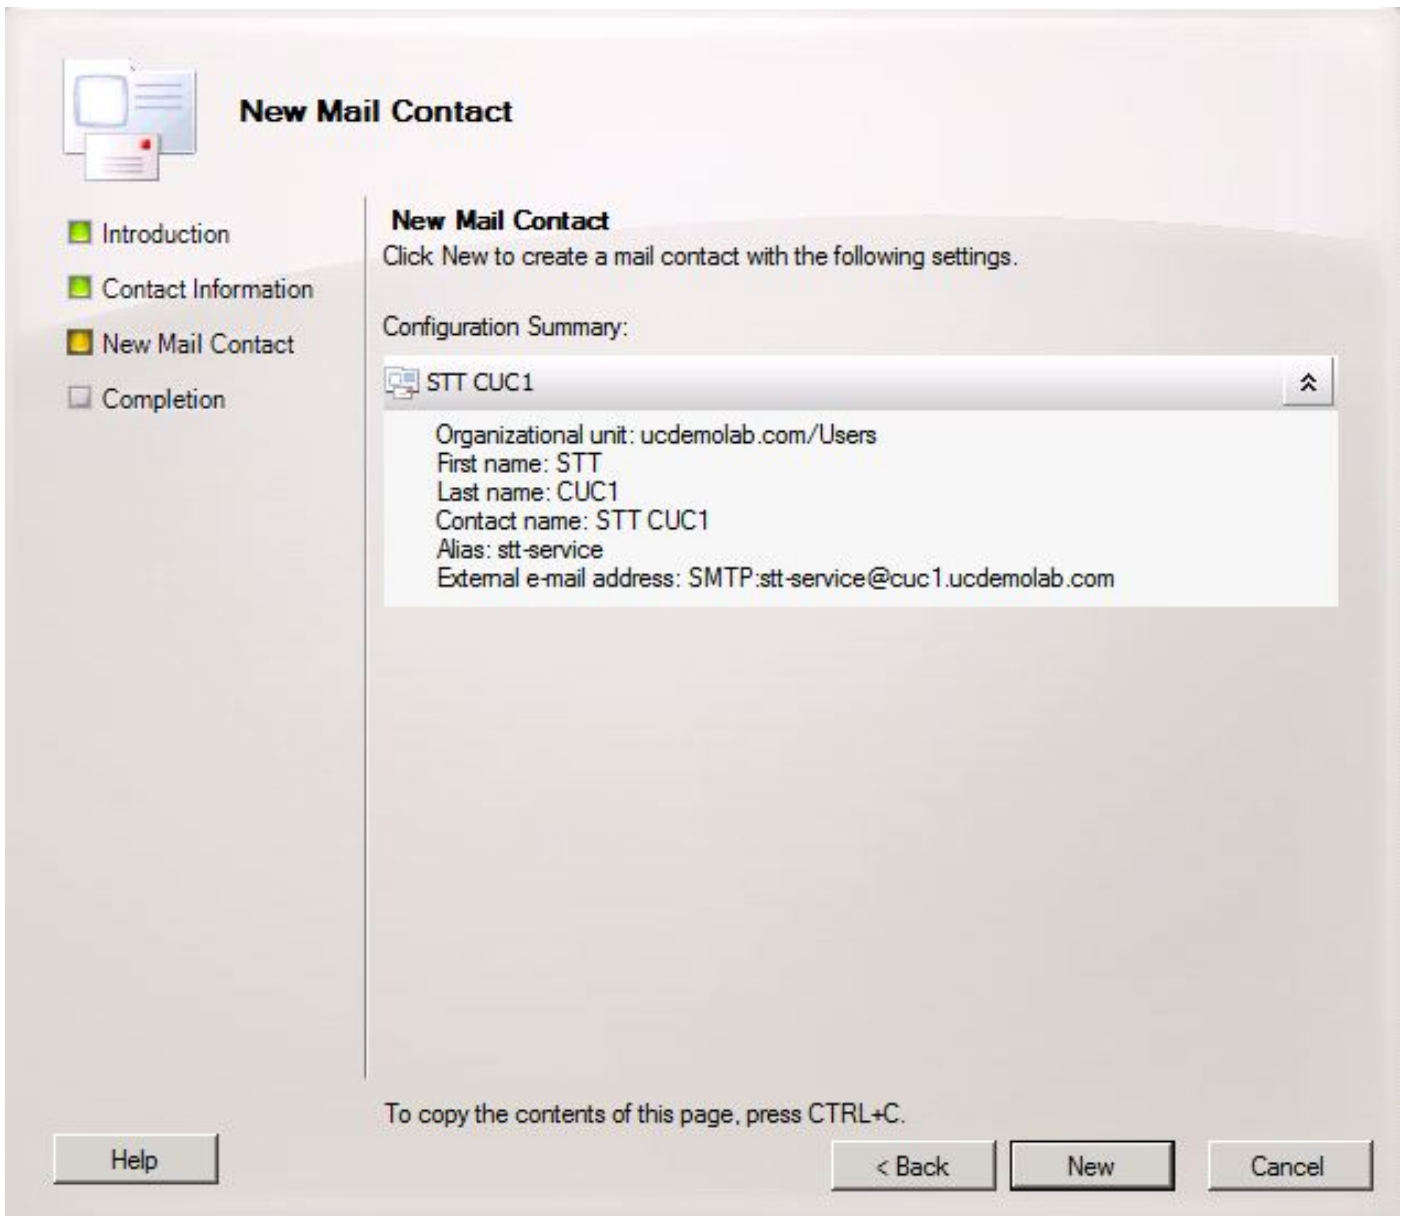 New Mail Contact
Introduction
Contact Information
New Mail Contact
Completion
New Mail Contact
Click New to create a mail contact with the following settings.
Configuration Summary:
STT CUC1
Organizational unit: ucdemolab.com/Users
First name: STT
Last name: CUC1
Contact name: STT CUC1
Alias: stt-service
External e-mail address: SMTP:stt-service@cuc1.ucdemolab.com
To copy the contents of this page, press CTRL+C.
Help
< Back
New
Cancel